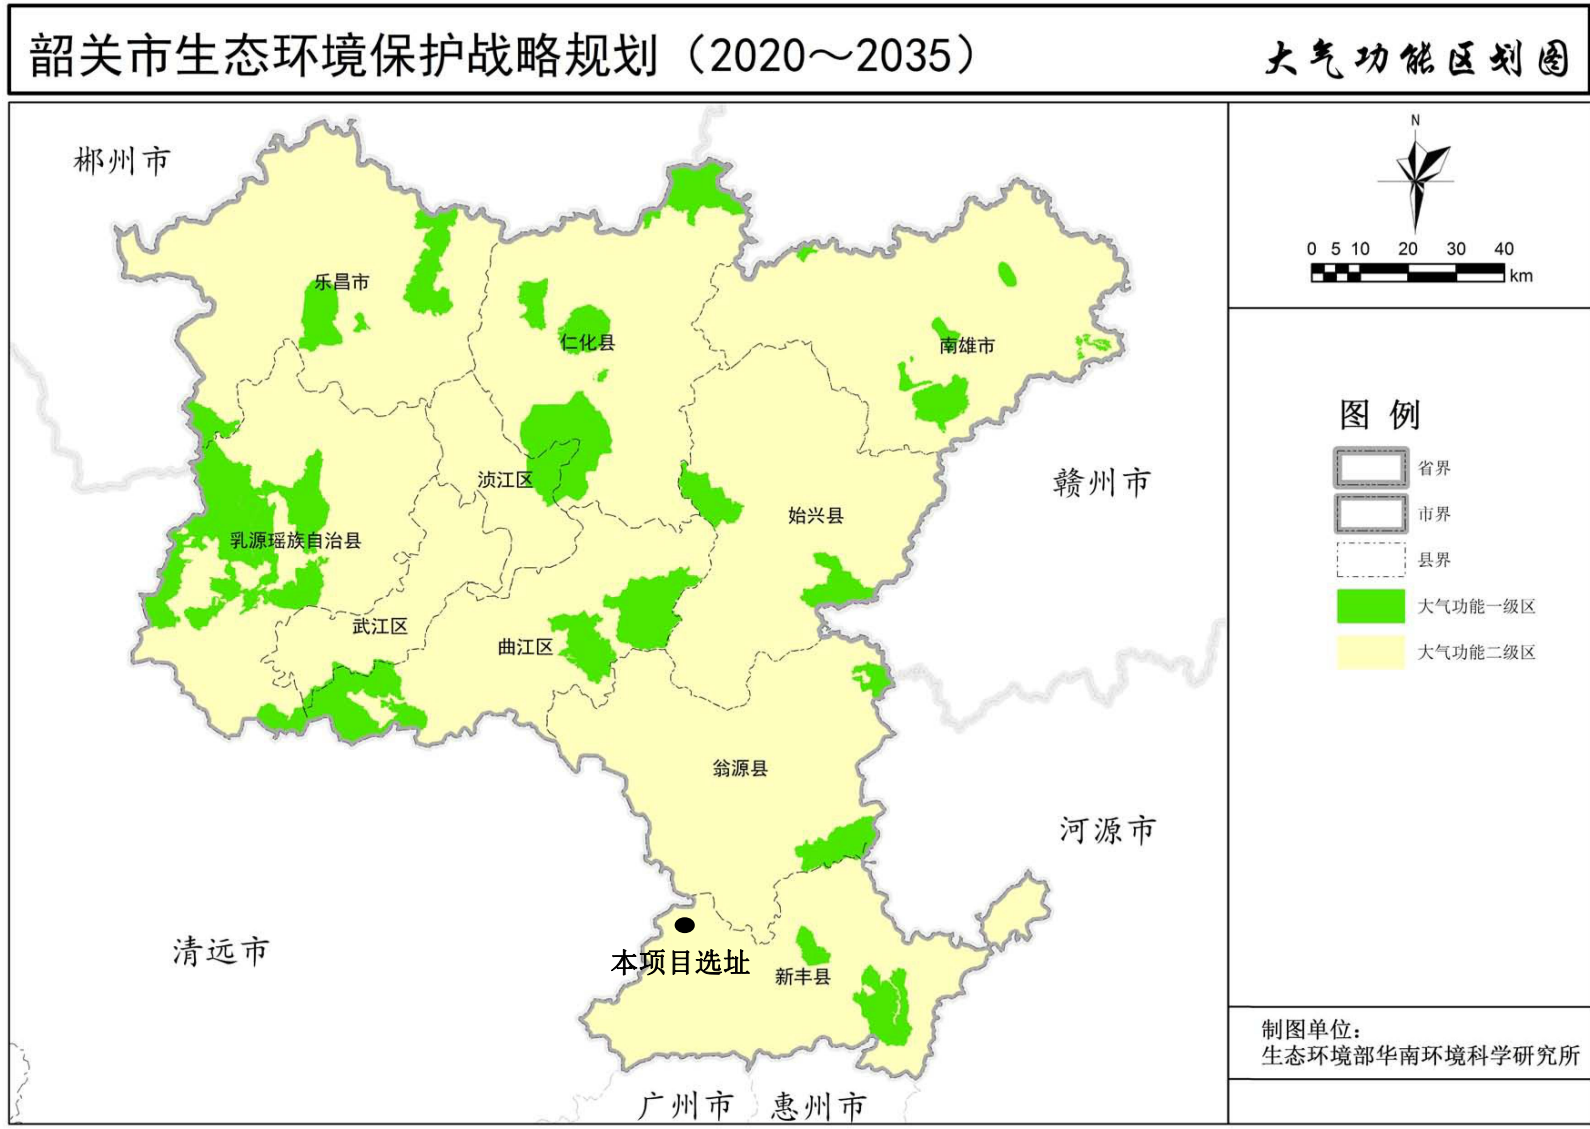 韶关市生态环境保护战略规划（2020～2035）
大气功能区划图
郴州市
N
0 5 10 20 30 40
km
乐昌市
仁化县
南雄市
图 例
省界
市界
县界
大气功能一级区
大气功能二级区
浈江区
赣州市
始兴县
乳源瑶族自治县
武江区
曲江区
翁源县
河源市
清远市
本项目选址
新丰县
制图单位：
生态环境部华南环境科学研究所
广州市
惠州市